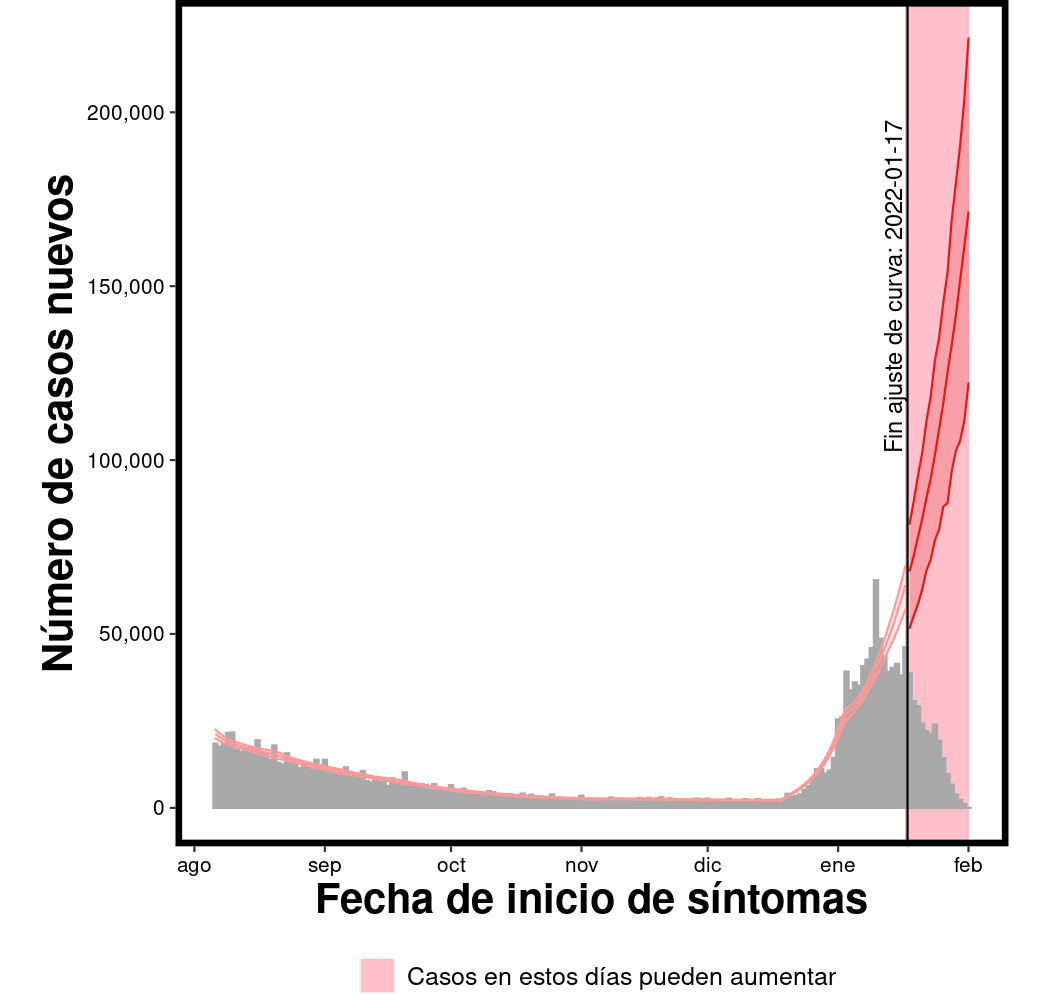 200,000
150,000
100,000
50,000
0
Número de casos nuevos
Fin ajuste de curva: 2022-01-17
ago sep oct nov dic ene feb
Fecha de inicio de síntomas
Casos en estos días pueden aumentar